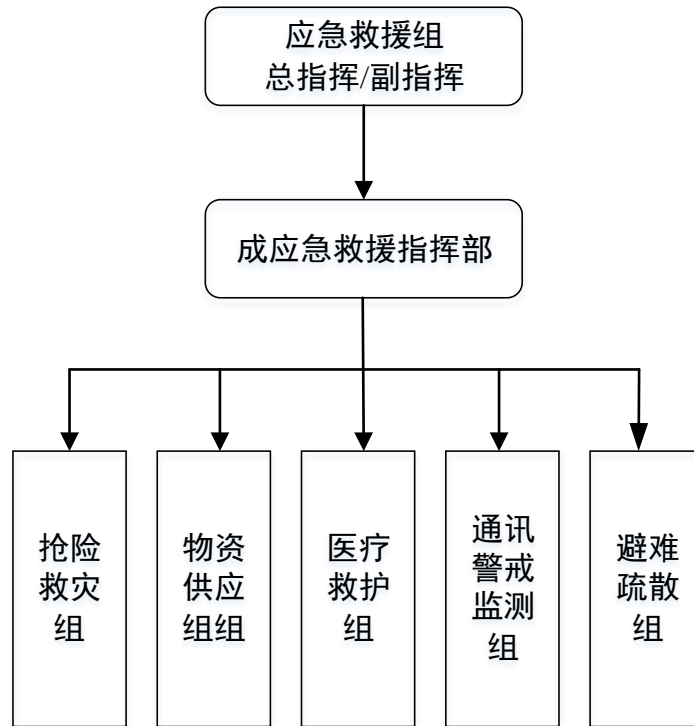 应急救援组
总指挥/副指挥
成应急救援指挥部
抢险
救灾
组
物资
供应
组组
医疗
救护
组
通讯
警戒
监测
组
避难
疏散
组